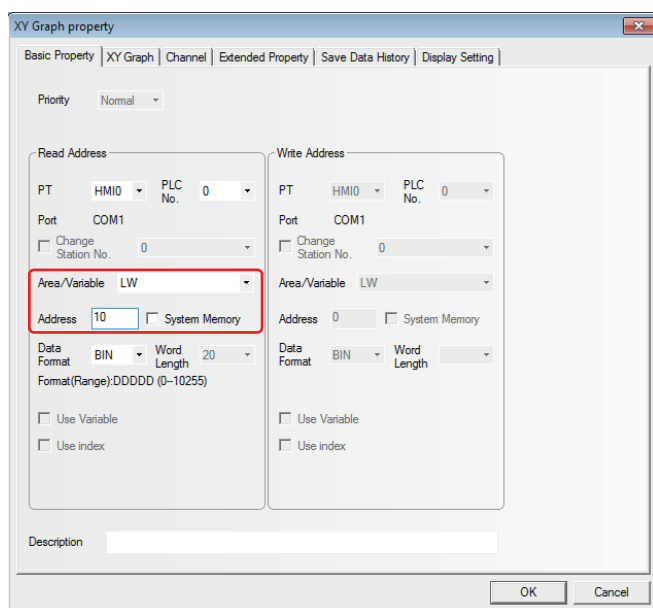 XY Graph property
Basic Property XY Graph Channel Extended Property Save Data History Display Setting
Priority Normal
Read Address
PT HMI0 PLC No. 0
Port COM1
Change Station No. 0
Area/Variable LW
Address 10 System Memory
Data Format BIN Word Length 20
Format(Range):DDDDD (0--10255)
Use Variable
Use index
Write Address
PT HMI0 PLC No. 0
Port COM1
Change Station No. 0
Area/Variable LW
Address 0 System Memory
Data Format BIN Word Length
Use Variable
Use index
Description
OK Cancel